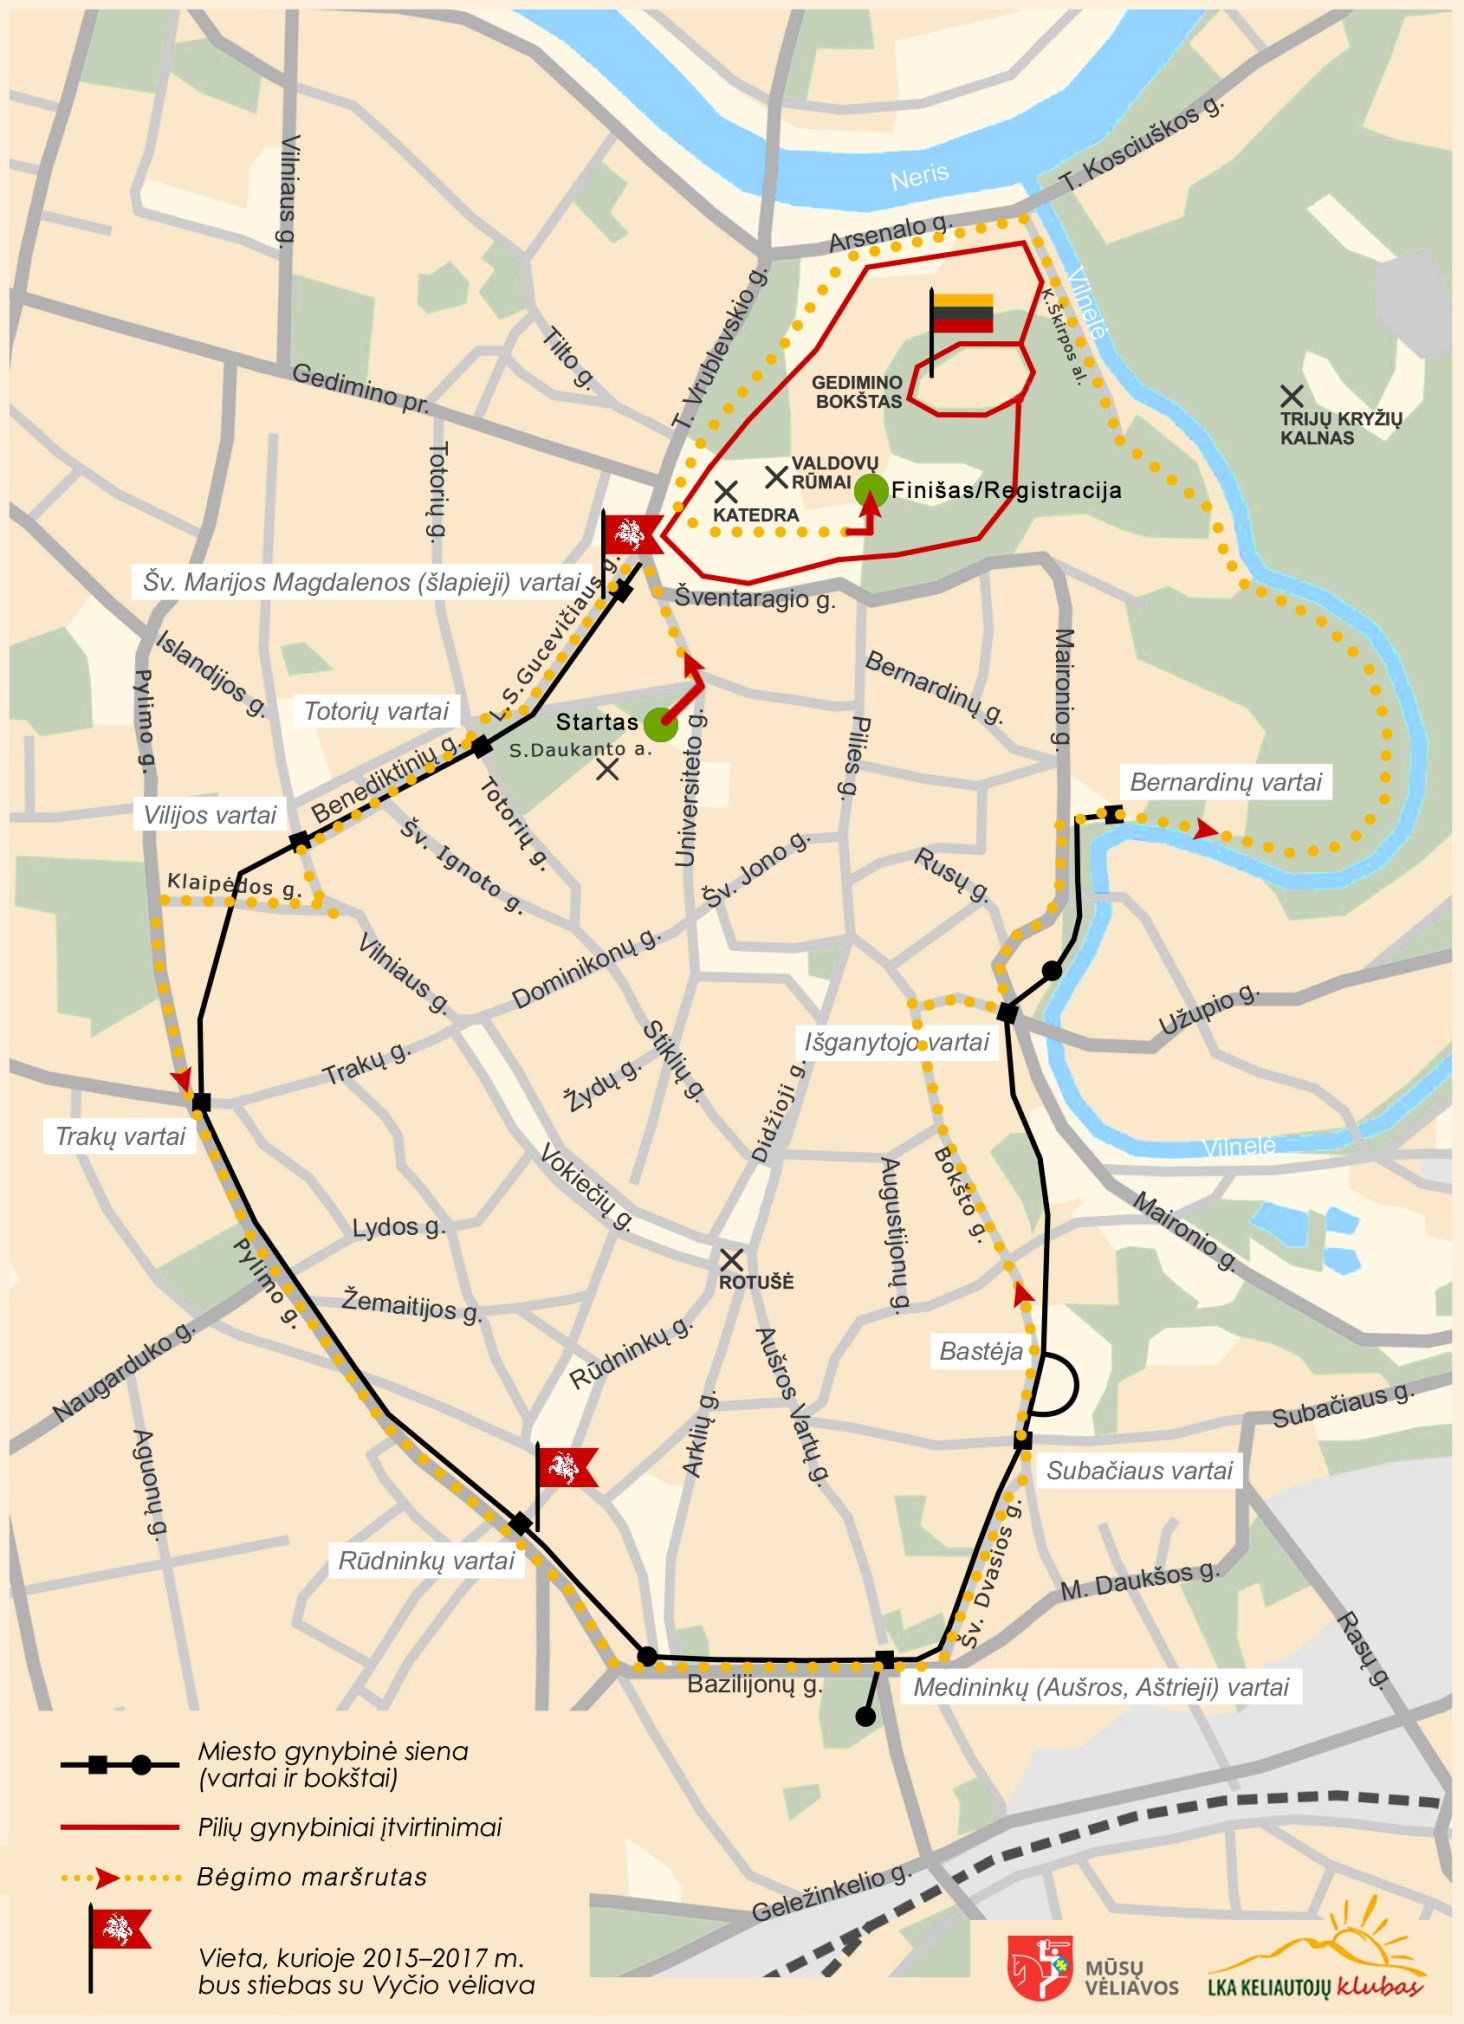 Neris
T. Kosciuškos g.
Vilniaus g.
Arsenalo g.
Vilnelė
K.Škirpos al.
T. Vrublevskio g.
Tilto g.
Gedimino pr.
GEDIMINO
BOKŠTAS
TRIJŲ KRYŽIŲ
KALNAS
Totorių g.
VALDOVŲ
RŪMAI
Finišas/Registracija
KATEDRA
Šv. Marijos Magdalenos (šlapieji) vartai
L.S.Gucevičiaus g.
Šventaragio g.
Islandijos g.
Pylimo g.
Maironio g.
Bernardinų g.
Totorių vartai
Startas
S.Daukanto a.
Universiteto g.
Pilies g.
Benediktinių g.
Bernardinų vartai
Vilijos vartai
Totorių g.
Šv. Ignoto g.
Šv. Jono g.
Rusų g.
Klaipėdos g.
Vilniaus g.
Dominikonų g.
Užupio g.
Išganytojo vartai
Stiklių g.
Trakų g.
Žydų g.
Didžioji g.
Trakų vartai
Vilnelė
Vokiečių g.
Bokšto g.
Augustijonų g.
Maironio g.
Lydos g.
Pylimo g.
ROTUŠĖ
Žemaitijos g.
Rūdninkų g.
Aušros Vartų g.
Bastėja
Naugarduko g.
Arklių g.
Subačiaus g.
Aguonų g.
Subačiaus vartai
Rūdninkų vartai
Šv. Dvasios g.
M. Daukšos g.
Rasų g.
Bazilijonų g.
Medininkų (Aušros, Aštrieji) vartai
Miesto gynybinė siena
(vartai ir bokštai)
Pilių gynybiniai įtvirtinimai
Bėgimo maršrutas
Geležinkelio g.
Vieta, kurioje 2015–2017 m.
bus stiebas su Vyčio vėliava
MŪSŲ
VĖLIAVOS
LKA KELIAUTOJŲ klubas